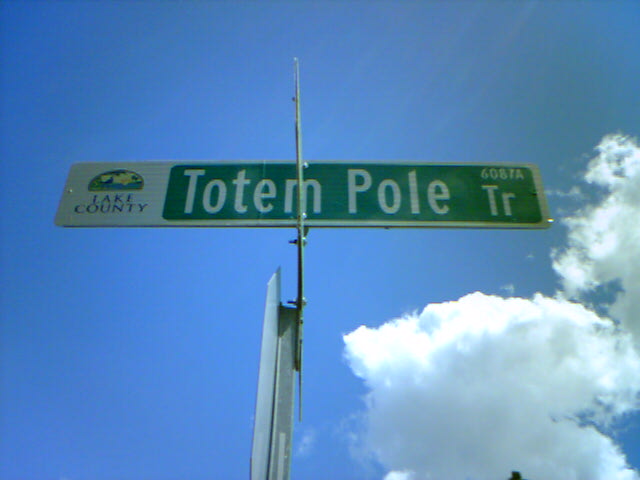 LAKE
COUNTY
Totem Pole Tr
6087A